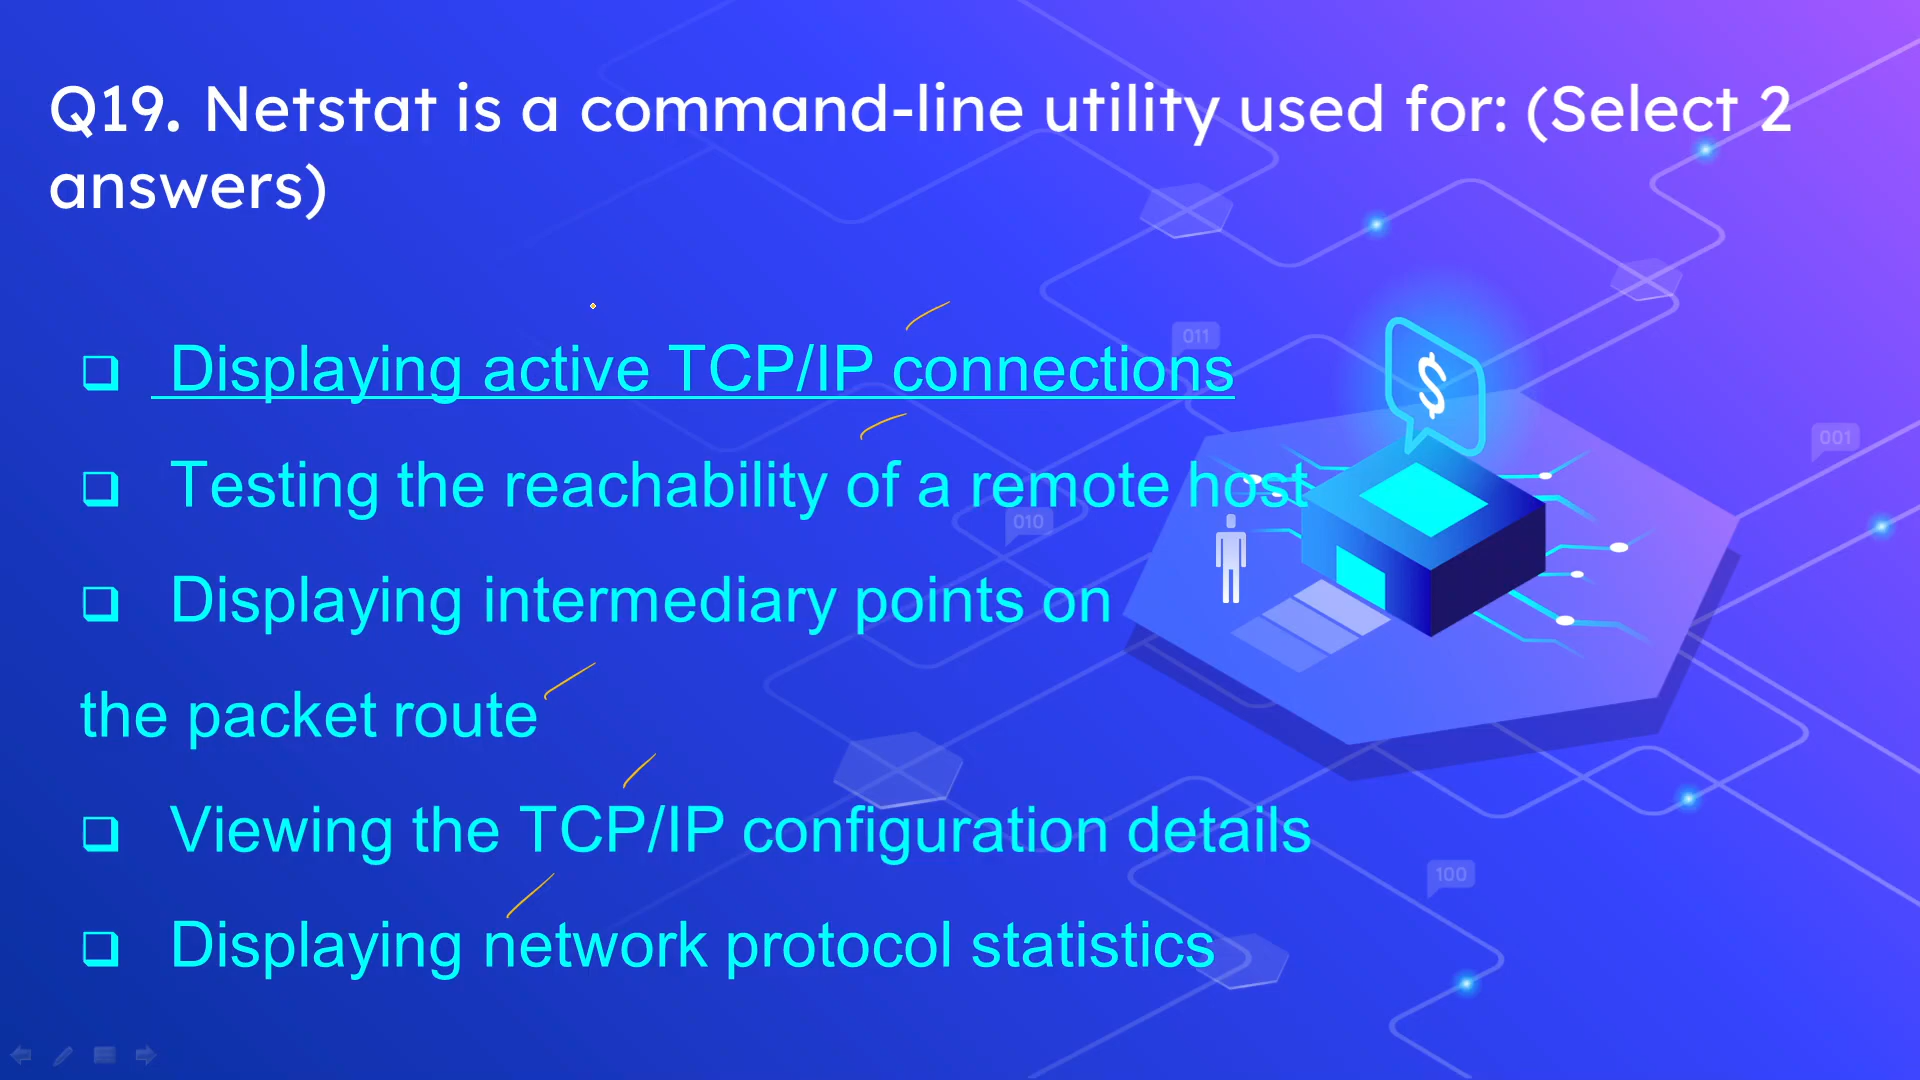 Q19. Netstat is a command-line utility used for: (Select 2
answers)
❑ Displaying active TCP/IP connections
❑ Testing the reachability of a remote host
❑ Displaying intermediary points on
the packet route
❑ Viewing the TCP/IP configuration details
❑ Displaying network protocol statistics
011
$
001
010
100